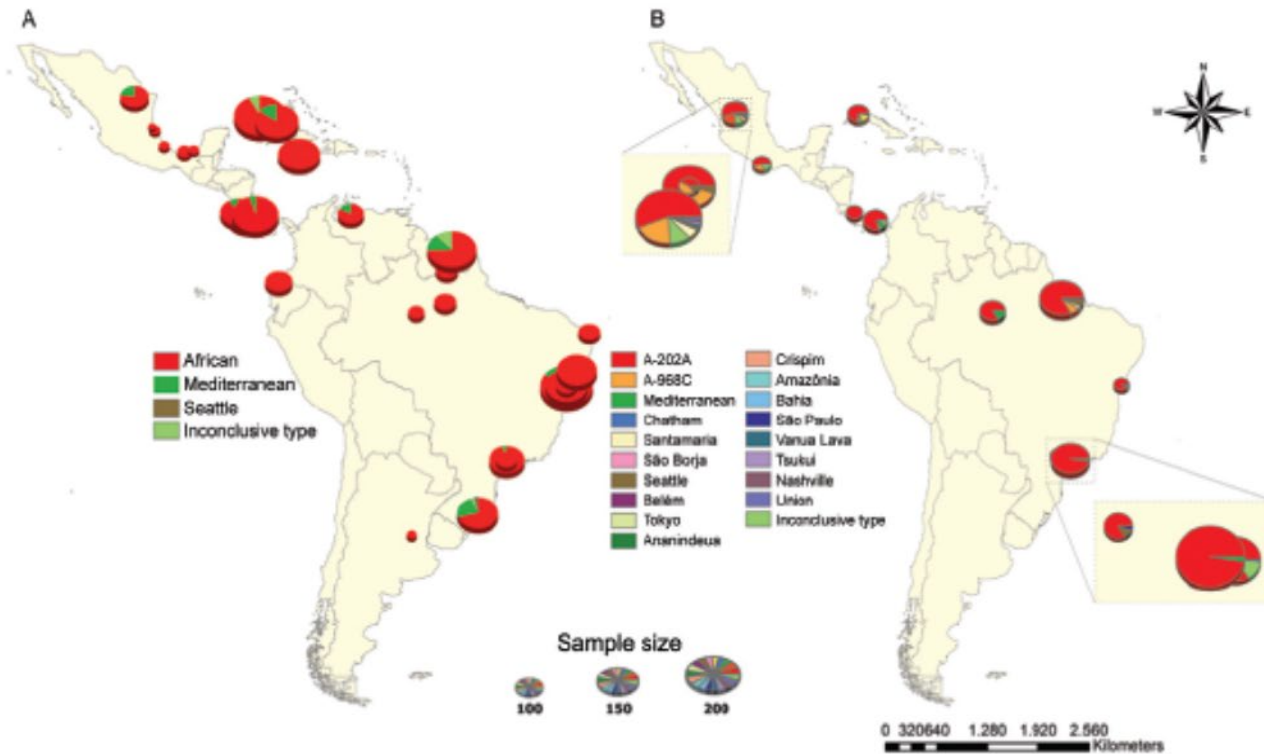 A
B
N
W E
S
African
Mediterranean
Seattle
Inconclusive type
A-202A
A-968C
Mediterranean
Chatham
Santamaria
São Borja
Seattle
Belém
Tokyo
Ananindeua
Crispim
Amazônia
Bahia
São Paulo
Vanua Lava
Tsukui
Nashville
Union
Inconclusive type
Sample size
100 150 200
0 320640 1.280 1.920 2.560
Kilometers